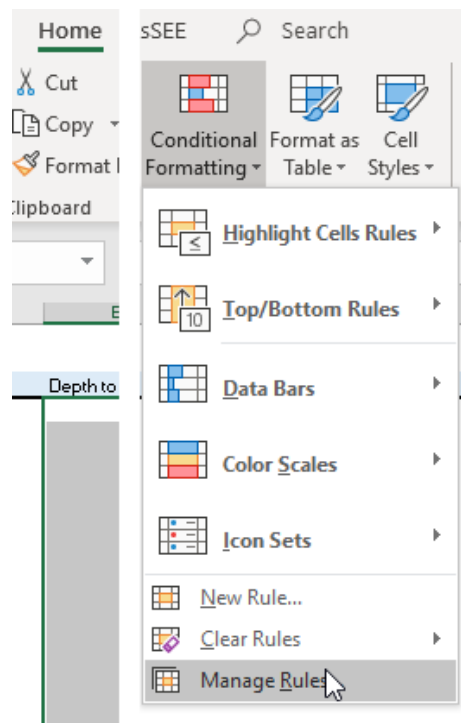 Home
sSEE Search
Cut
Copy
Format
Clipboard
Conditional Formatting
Format as Table
Cell Styles
Depth to
Highlight Cells Rules
Top/Bottom Rules
10
Data Bars
Color Scales
Icon Sets
New Rule...
Clear Rules
Manage Rules